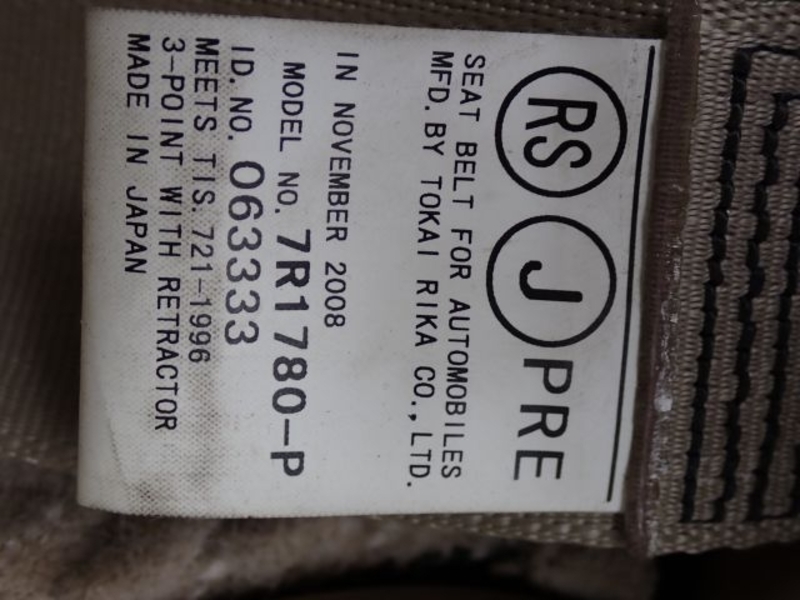 RS J PRE
SEAT BELT FOR AUTOMOBILES
MFD. BY TOKAI RIKA CO., LTD.
IN NOVEMBER 2008
MODEL NO. 7R1780-P
ID. NO. 063333
MEETS TIS. 721-1996
3-POINT WITH RETRACTOR
MADE IN JAPAN